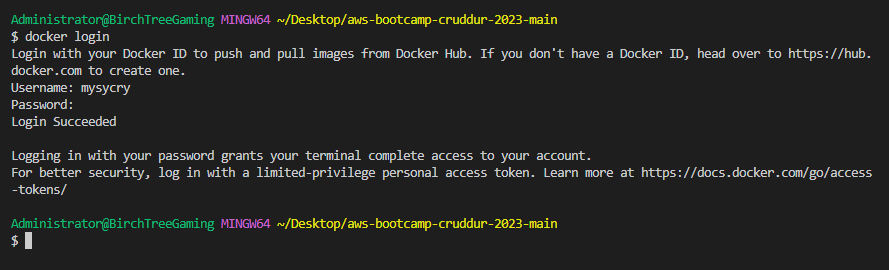 Administrator@BirchTreeGaming MINGW64 ~/Desktop/aws-bootcamp-cruddur-2023-main
$ docker login
Login with your Docker ID to push and pull images from Docker Hub. If you don't have a Docker ID, head over to https://hub.
docker.com to create one.
Username: mysycry
Password:
Login Succeeded

Logging in with your password grants your terminal complete access to your account.
For better security, log in with a limited-privilege personal access token. Learn more at https://docs.docker.com/go/access
-tokens/

Administrator@BirchTreeGaming MINGW64 ~/Desktop/aws-bootcamp-cruddur-2023-main
$